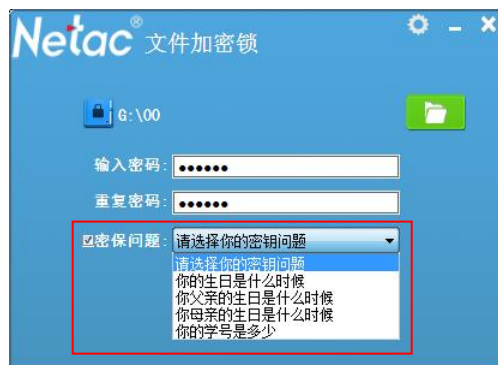 Netac® 文件加密锁
G:\00
输入密码: ●●●●●●
重复密码: ●●●●●●
密保问题: 请选择你的密钥问题
请选择你的密钥问题
你的生日是什么时候
你父亲的生日是什么时候
你母亲的生日是什么时候
你的学号是多少